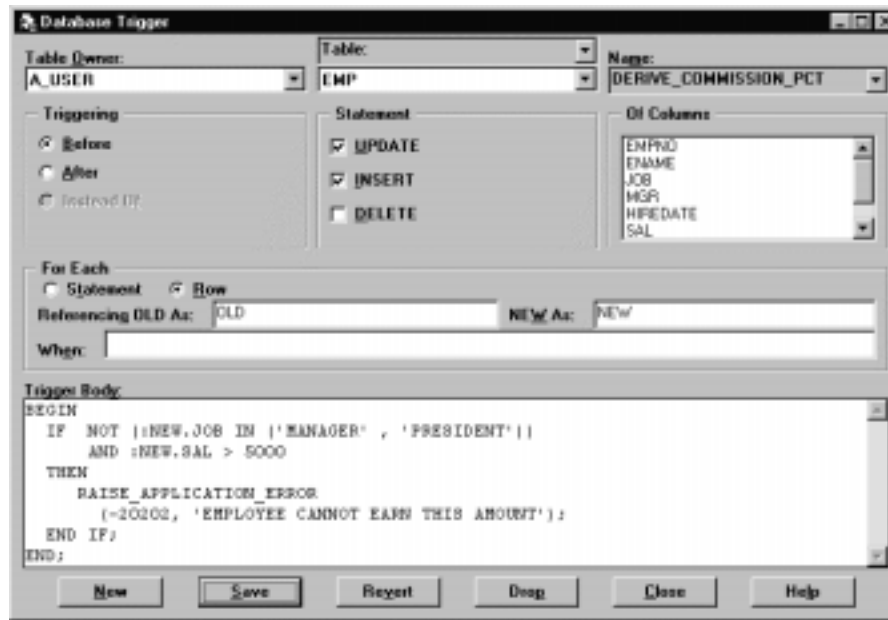 Database Trigger
Table Owner:
Table:
Name:
A_USER
EMP
DERIVE_COMMISSION_PCT
Triggering
Statement
Of Columns
Before
After
Instead Of
UPDATE
INSERT
DELETE
EMPNO
ENAME
JOB
MGR
HIREDATE
SAL
For Each
Statement Row
Referencing OLD As: OLD NEW As: NEW
When:
Trigger Body:
BEGIN
IF NOT (:NEW.JOB IN ('MANAGER' , 'PRESIDENT'))
AND :NEW.SAL > 5000
THEN
RAISE_APPLICATION_ERROR
(-20202, 'EMPLOYEE CANNOT EARN THIS AMOUNT');
END IF;
END;
New Save Revert Drop Close Help